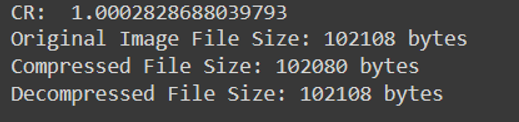 CR:  1.0002828688039793
Original Image File Size: 102108 bytes
Compressed File Size: 102080 bytes
Decompressed File Size: 102108 bytes